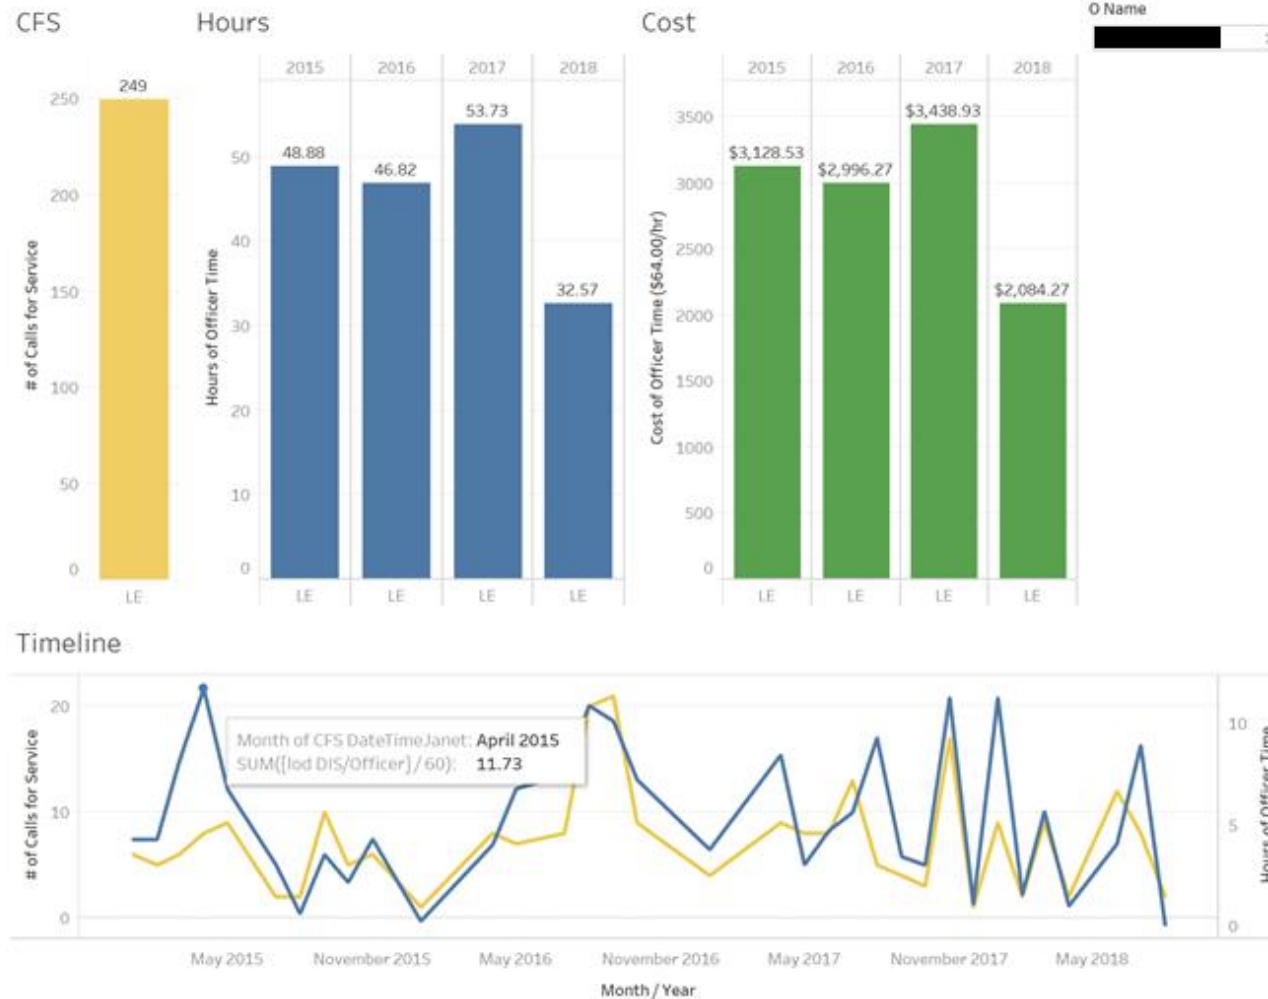 CFS
Hours
Cost
O Name
2015 2016 2017 2018
2015 2016 2017 2018
250
200
150
100
50
0
# of Calls for Service
249
LE
50
40
30
20
10
0
Hours of Officer Time
48.88
46.82
53.73
32.57
LE LE LE LE
3500
3000
2500
2000
1500
1000
500
0
Cost of Officer Time ($64.00/hr)
$3,128.53
$2,996.27
$3,438.93
$2,084.27
LE LE LE LE
Timeline
20
10
0
# of Calls for Service
Month of CFS DateTimeJanet: April 2015
SUM([lod DIS/Officer] / 60): 11.73
10
5
0
Hours of Officer Time
May 2015 November 2015 May 2016 November 2016 May 2017 November 2017 May 2018
Month / Year